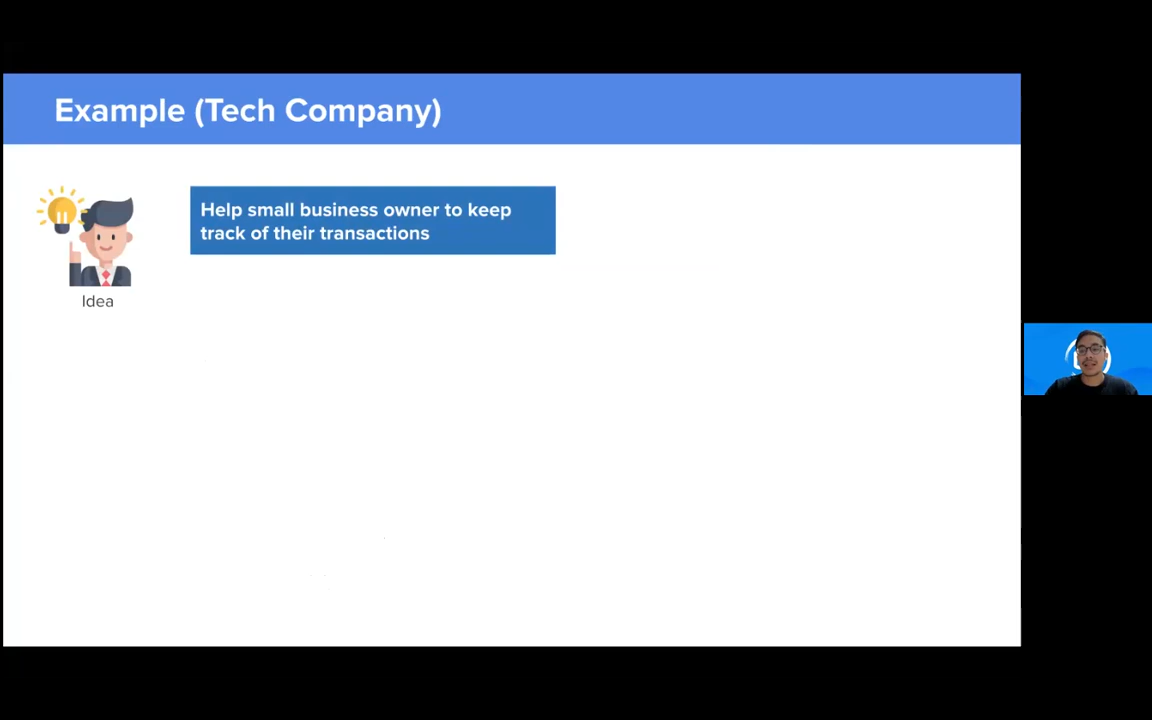 Example (Tech Company)
Help small business owner to keep
track of their transactions
Idea